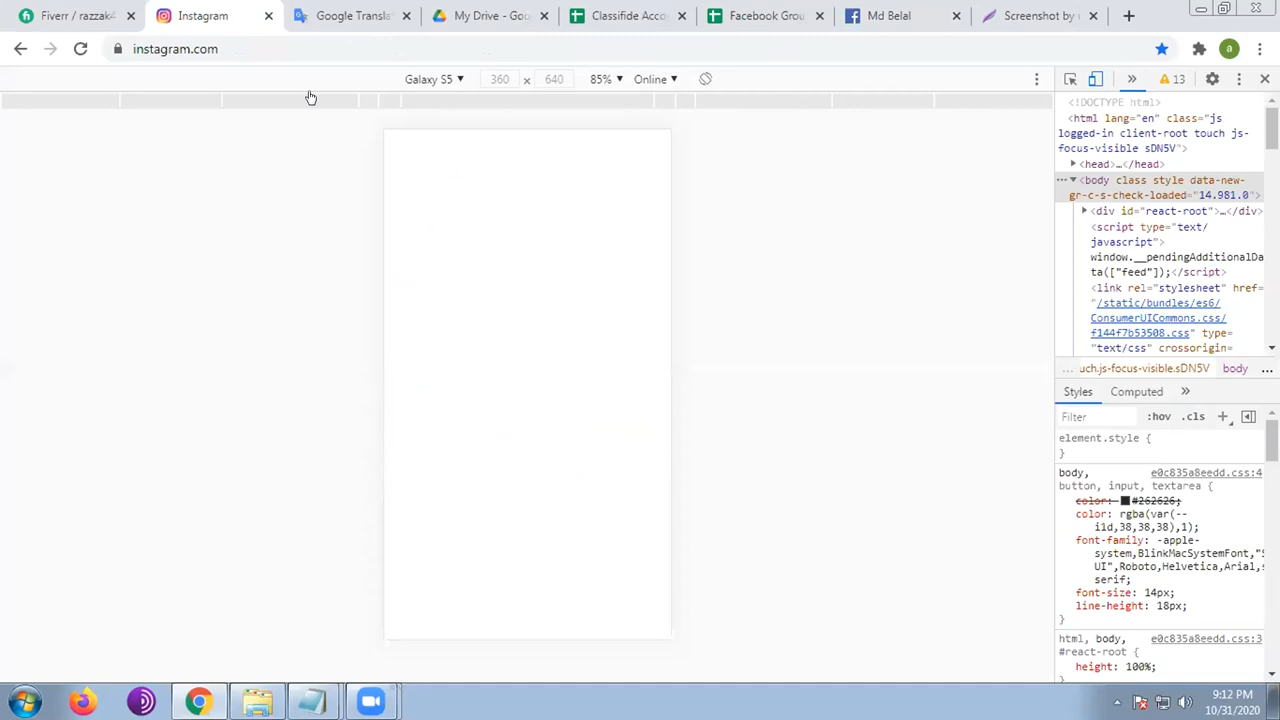 Fiverr / razzak4
Instagram
Google Transla
My Drive - Goo
Classifide Acco
Facebook Grou
Md Belal
Screenshot by
instagram.com
a
Galaxy S5 ▾ 360 × 640 85% ▾ Online ▾
13
<!DOCTYPE html>
<html lang="en" class="js
logged-in client-root touch js-
focus-visible sDN5V">
<head>…</head>
<body class style data-new-
gr-c-s-check-loaded="14.981.0">
<div id="react-root">…</div>
<script type="text/
javascript">
window.__pendingAdditionalDa
ta(["feed"]);</script>
<link rel="stylesheet" href=
"/static/bundles/es6/
ConsumerUICommons.css/
f144f7b53508.css" type=
"text/css" crossorigin=
... uch.js-focus-visible.sDN5V body ...
Styles Computed »
Filter :hov .cls +
element.style {
}
body, e0c835a8eedd.css:4
button, input, textarea {
color: #262626;
color: rgba(var(--
i1d,38,38,38),1);
font-family: -apple-
system,BlinkMacSystemFont,"S
UI",Roboto,Helvetica,Arial,s
serif;
font-size: 14px;
line-height: 18px;
}
html, body, e0c835a8eedd.css:3
#react-root {
height: 100%;
9:12 PM
10/31/2020